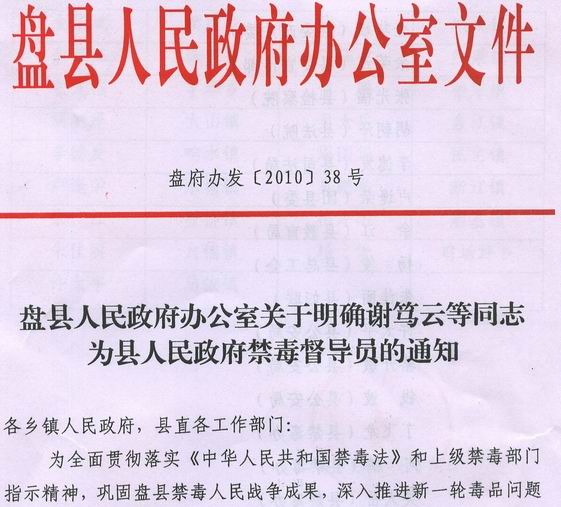 盘县人民政府办公室文件
盘府办发〔2010〕38号
盘县人民政府办公室关于明确谢笃云等同志
为县人民政府禁毒督导员的通知
各乡镇人民政府，县直各工作部门：
为全面贯彻落实《中华人民共和国禁毒法》和上级禁毒部门
指示精神，巩固盘县禁毒人民战争成果，深入推进新一轮毒品问题